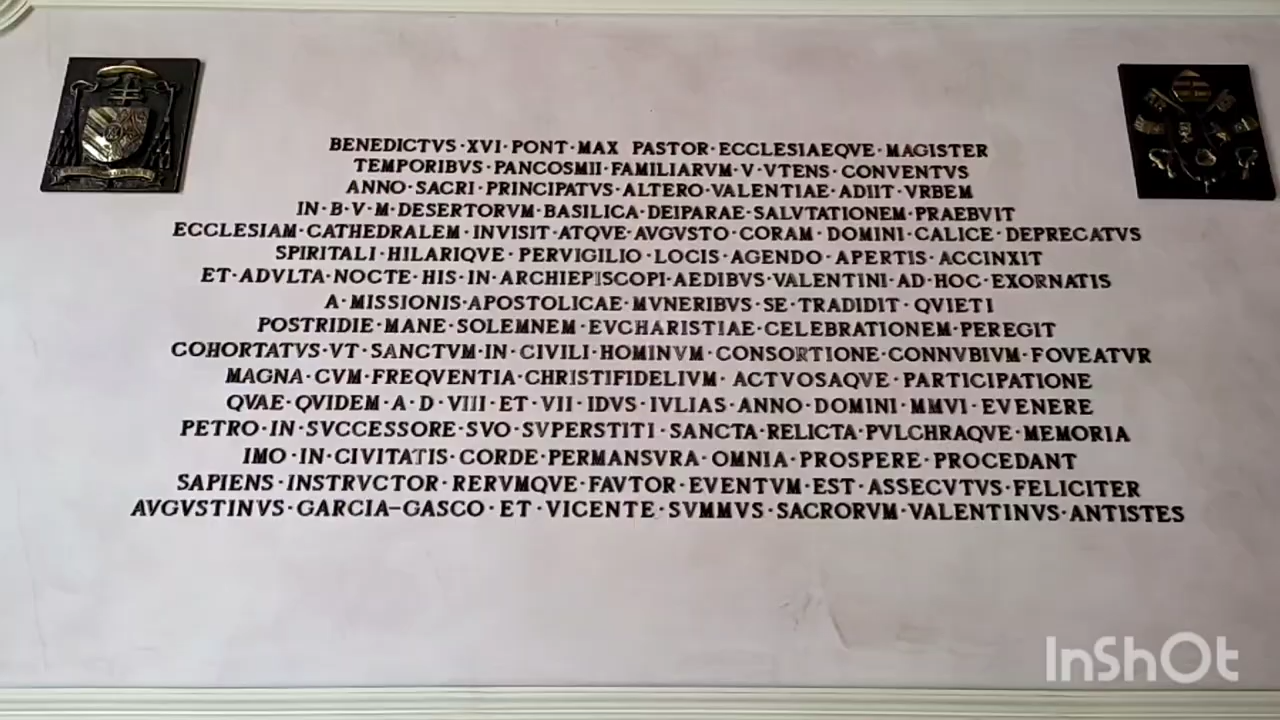 BENEDICTVS·XVI·PONT·MAX PASTOR·ECCLESIAEQVE·MAGISTER
TEMPORIBVS·PANCOSMII·FAMILIARVM·V·VTENS·CONVENTVS
ANNO·SACRI·PRINCIPATVS·ALTERO·VALENTIAE·ADIIT·VRBEM
IN·B·V·M·DESERTORVM·BASILICA·DEIPARAE·SALVTATIONEM·PRAEBVIT
ECCLESIAM·CATHEDRALEM·INVISIT·ATQVE·AVGVSTO·CORAM·DOMINI·CALICE·DEPRECATVS
SPIRITALI·HILARIQVE·PERVIGILIO·LOCIS·AGENDO·APERTIS·ACCINXIT
ET·ADVLTA·NOCTE·HIS·IN·ARCHIEPISCOPI·AEDIBVS·VALENTINI·AD·HOC·EXORNATIS
A·MISSIONIS·APOSTOLICAE·MVNERIBVS·SE·TRADIDIT·QVIETI
POSTRIDIE·MANE·SOLEMNEM·EVCHARISTIAE·CELEBRATIONEM·PEREGIT
COHORTATVS·VT·SANCTVM·IN·CIVILI·HOMINVM·CONSORTIONE·CONNVBIVM·FOVEATVR
MAGNA·CVM·FREQVENTIA·CHRISTIFIDELIVM·ACTVOSAQVE·PARTICIPATIONE
QVAE·QVIDEM·A·D·VIII·ET·VII·IDVS·IVLIAS·ANNO·DOMINI·MMVI·EVENERE
PETRO·IN·SVCCESSORE·SVO·SVPERSTITI·SANCTA·RELICTA·PVLCHRAQVE·MEMORIA
IMO·IN·CIVITATIS·CORDE·PERMANSVRA·OMNIA·PROSPERE·PROCEDANT
SAPIENS·INSTRVCTOR·RERVMQVE·FAVTOR·EVENTVM·EST·ASSECVTVS·FELICITER
AVGVSTINVS·GARCIA-GASCO·ET·VICENTE·SVMMVS·SACRORVM·VALENTINVS·ANTISTES
InShOt